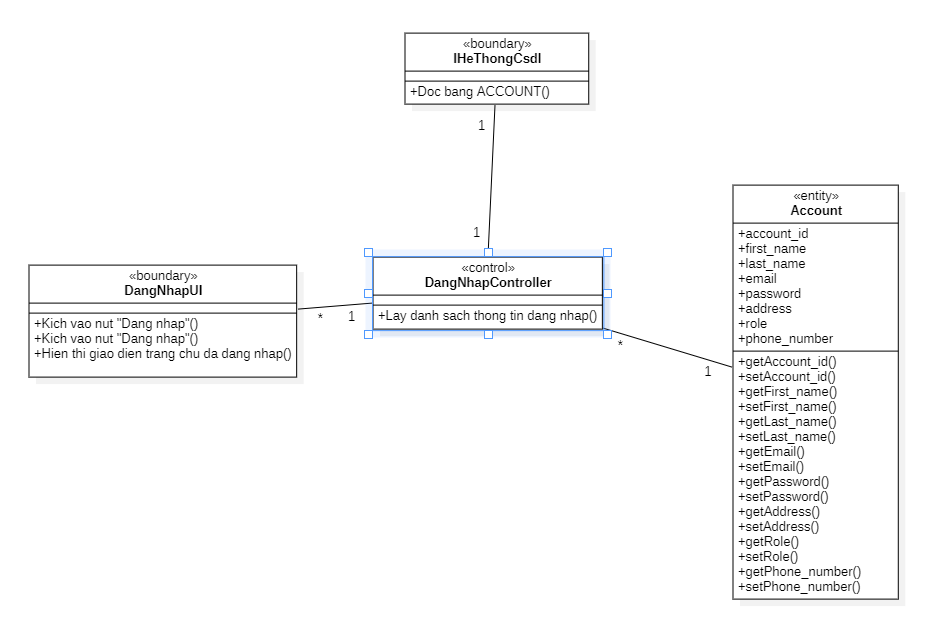 «boundary»
IHeThongCsdl
+Doc bang ACCOUNT()
1
1
«boundary»
DangNhapUI
+Kich vao nut "Dang nhap"()
+Kich vao nut "Dang nhap"()
+Hien thi giao dien trang chu da dang nhap()
*
1
«control»
DangNhapController
+Lay danh sach thong tin dang nhap()
*
1
«entity»
Account
+account_id
+first_name
+last_name
+email
+password
+address
+role
+phone_number
+getAccount_id()
+setAccount_id()
+getFirst_name()
+setFirst_name()
+getLast_name()
+setLast_name()
+getEmail()
+setEmail()
+getPassword()
+setPassword()
+getAddress()
+setAddress()
+getRole()
+setRole()
+getPhone_number()
+setPhone_number()